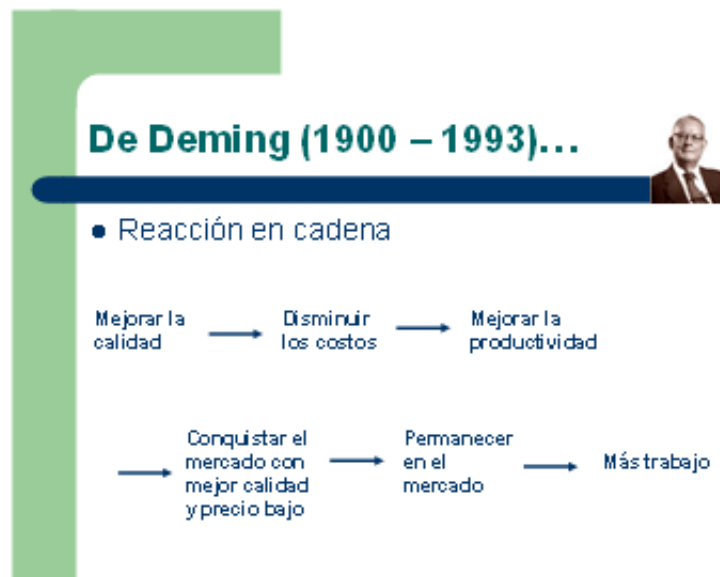 De Deming (1900 – 1993)...
Reacción en cadena
Mejorar la
calidad
Disminuir
los costos
Mejorar la
productividad
Conquistar el
mercado con
mejor calidad
y precio bajo
Permanecer
en el
mercado
Más trabajo